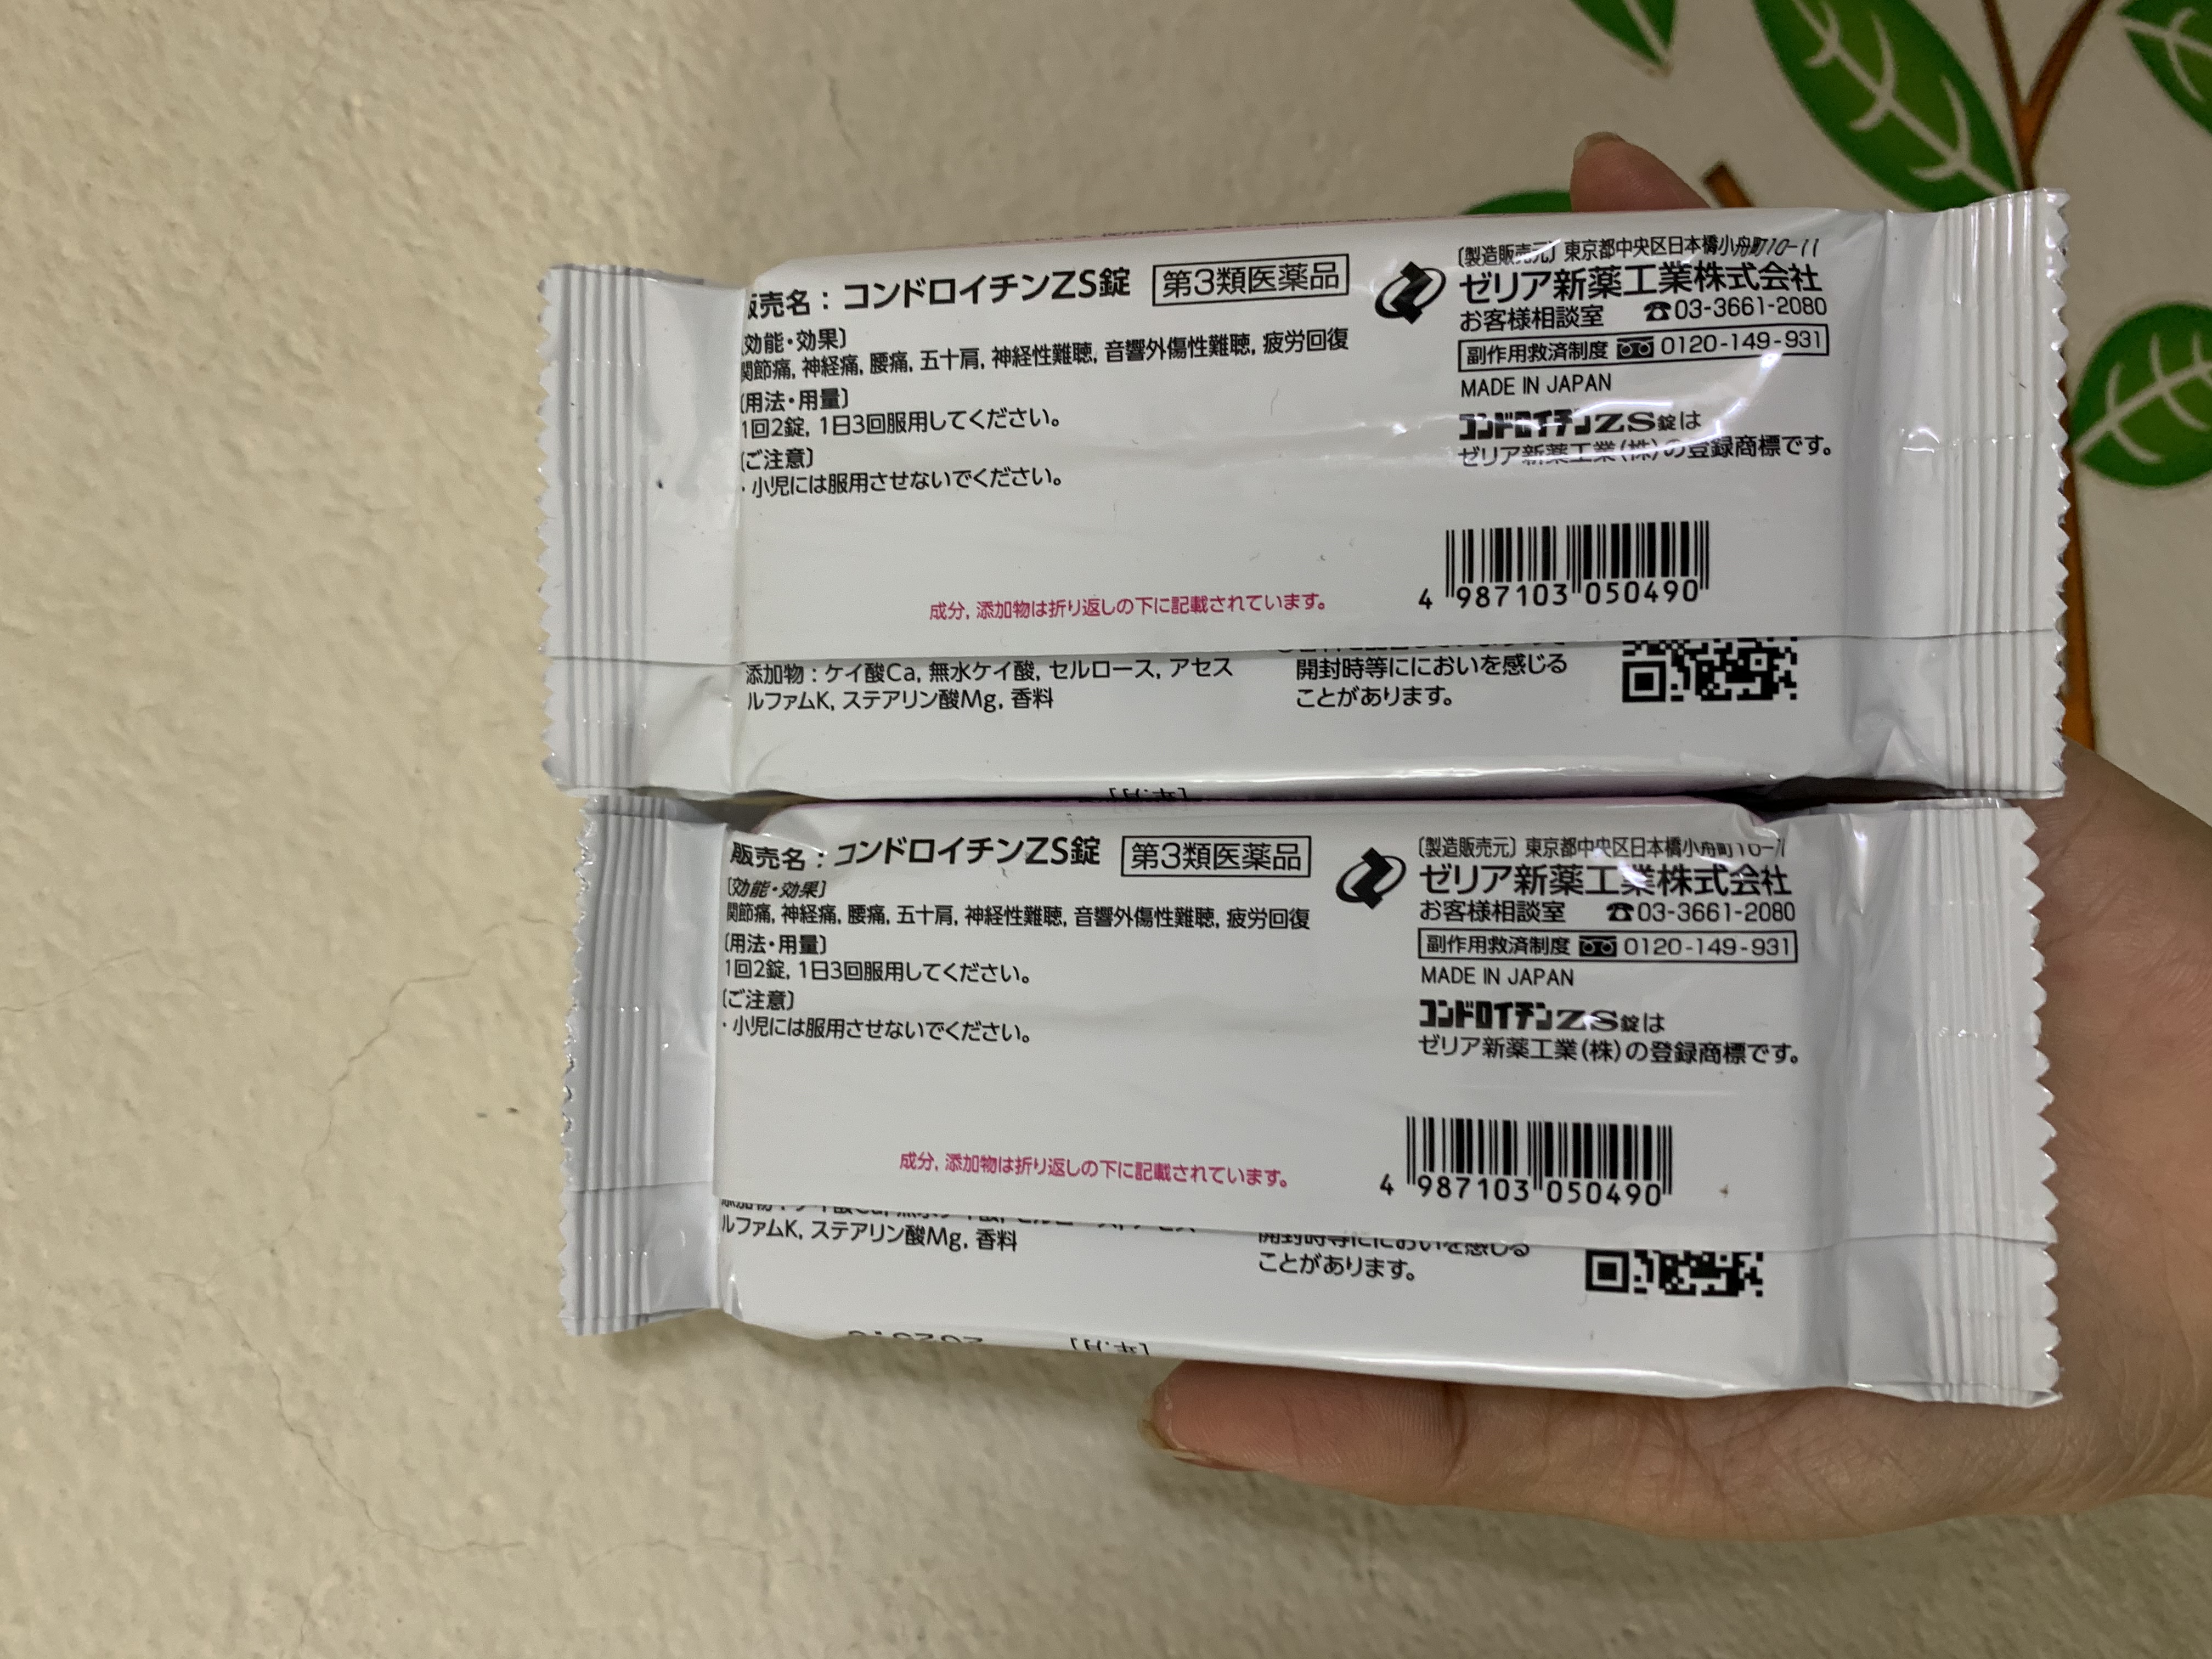 販売名：コンドロイチンZS錠 第3類医薬品
〔効能・効果〕
関節痛, 神経痛, 腰痛, 五十肩, 神経性難聴, 音響外傷性難聴, 疲労回復
〔用法・用量〕
1回2錠, 1日3回服用してください。
〔ご注意〕
・小児には服用させないでください。
成分, 添加物は折り返しの下に記載されています。
〔製造販売元〕東京都中央区日本橋小舟町10-11
ゼリア新薬工業株式会社
お客様相談室 ☎03-3661-2080
副作用救済制度 0120-149-931
MADE IN JAPAN
コンドロイチンZS錠は
ゼリア新薬工業(株)の登録商標です。
4 987103 050490
添加物：ケイ酸Ca, 無水ケイ酸, セルロース, アセス
ルファムK, ステアリン酸Mg, 香料
開封時等ににおいを感じる
ことがあります。
販売名：コンドロイチンZS錠 第3類医薬品
〔効能・効果〕
関節痛, 神経痛, 腰痛, 五十肩, 神経性難聴, 音響外傷性難聴, 疲労回復
〔用法・用量〕
1回2錠, 1日3回服用してください。
〔ご注意〕
・小児には服用させないでください。
成分, 添加物は折り返しの下に記載されています。
〔製造販売元〕東京都中央区日本橋小舟町10-11
ゼリア新薬工業株式会社
お客様相談室 ☎03-3661-2080
副作用救済制度 0120-149-931
MADE IN JAPAN
コンドロイチンZS錠は
ゼリア新薬工業(株)の登録商標です。
4 987103 050490
ルファムK, ステアリン酸Mg, 香料
開封時等ににおいを感じる
ことがあります。